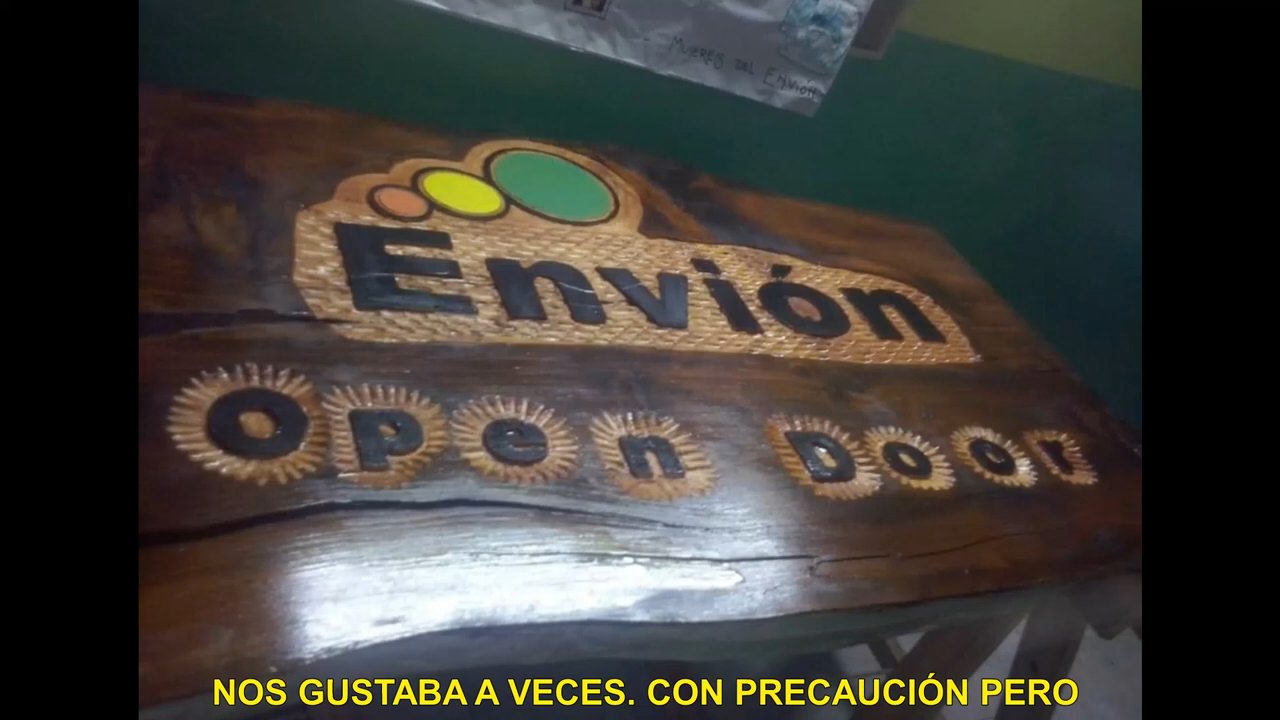 Mujeres del Envión
Envión
Open Door
NOS GUSTABA A VECES. CON PRECAUCIÓN PERO